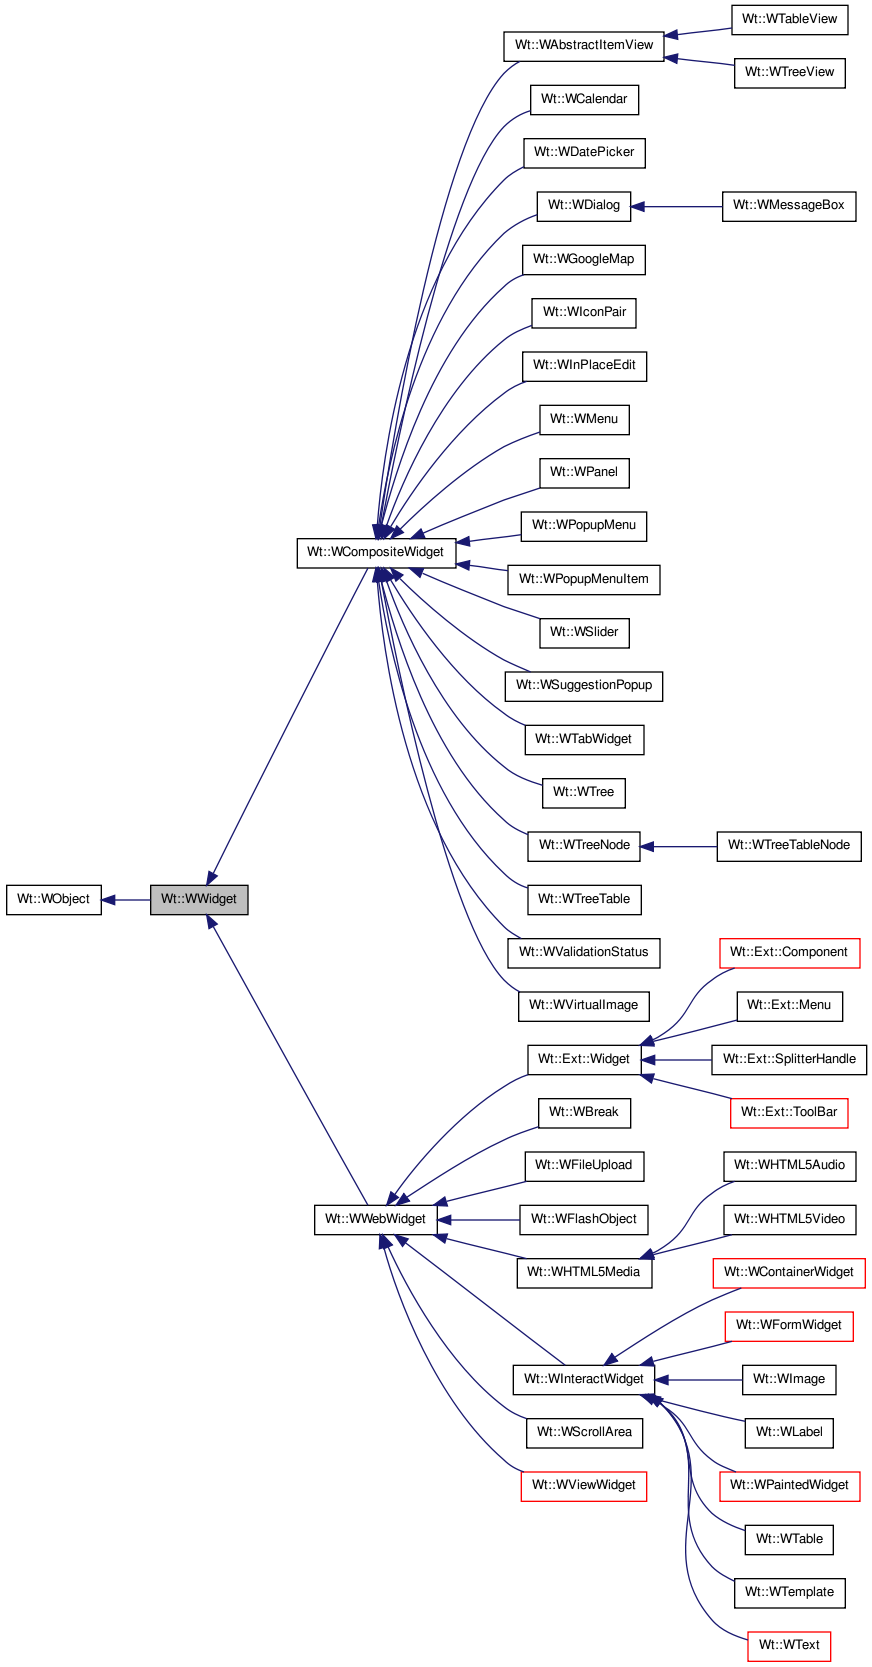 Wt::WTableView
Wt::WAbstractItemView
Wt::WTreeView
Wt::WCalendar
Wt::WDatePicker
Wt::WDialog
Wt::WMessageBox
Wt::WGoogleMap
Wt::WIconPair
Wt::WInPlaceEdit
Wt::WMenu
Wt::WPanel
Wt::WPopupMenu
Wt::WCompositeWidget
Wt::WPopupMenuItem
Wt::WSlider
Wt::WSuggestionPopup
Wt::WTabWidget
Wt::WTree
Wt::WTreeNode
Wt::WTreeTableNode
Wt::WObject
Wt::WWidget
Wt::WTreeTable
Wt::WValidationStatus
Wt::Ext::Component
Wt::WVirtualImage
Wt::Ext::Menu
Wt::Ext::Widget
Wt::Ext::SplitterHandle
Wt::WBreak
Wt::Ext::ToolBar
Wt::WFileUpload
Wt::WHTML5Audio
Wt::WWebWidget
Wt::WFlashObject
Wt::WHTML5Video
Wt::WHTML5Media
Wt::WContainerWidget
Wt::WFormWidget
Wt::WInteractWidget
Wt::WImage
Wt::WScrollArea
Wt::WLabel
Wt::WViewWidget
Wt::WPaintedWidget
Wt::WTable
Wt::WTemplate
Wt::WText